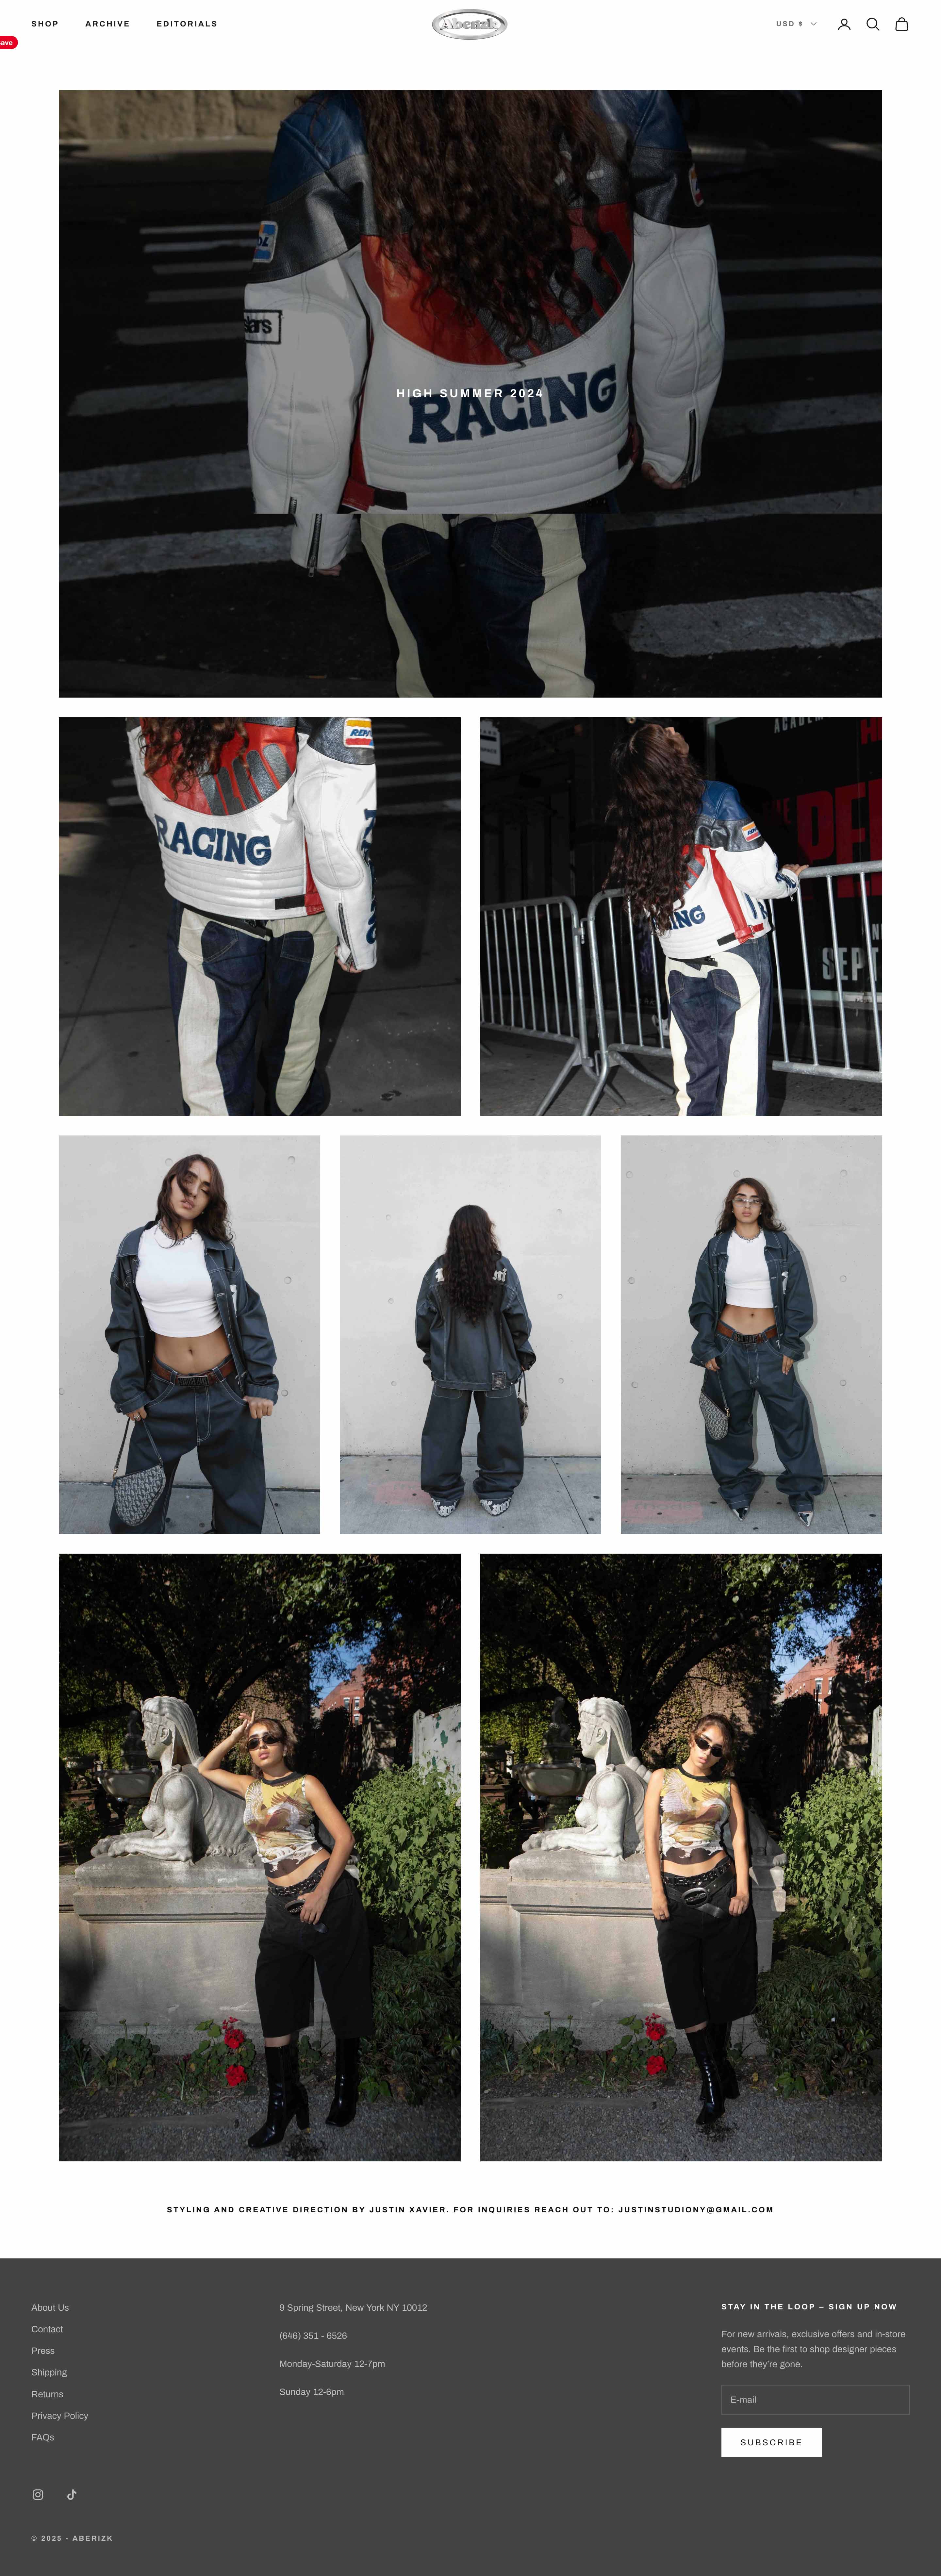 SHOP
ARCHIVE
EDITORIALS
Aberizk
USD $
ave
RACING
HIGH SUMMER 2024
RACING
STYLING AND CREATIVE DIRECTION BY JUSTIN XAVIER. FOR INQUIRIES REACH OUT TO: JUSTINSTUDIONY@GMAIL.COM
About Us
Contact
Press
Shipping
Returns
Privacy Policy
FAQs
9 Spring Street, New York NY 10012
(646) 351 - 6526
Monday-Saturday 12-7pm
Sunday 12-6pm
STAY IN THE LOOP – SIGN UP NOW
For new arrivals, exclusive offers and in-store
events. Be the first to shop designer pieces
before they're gone.
E-mail
SUBSCRIBE
© 2025 - ABERIZK